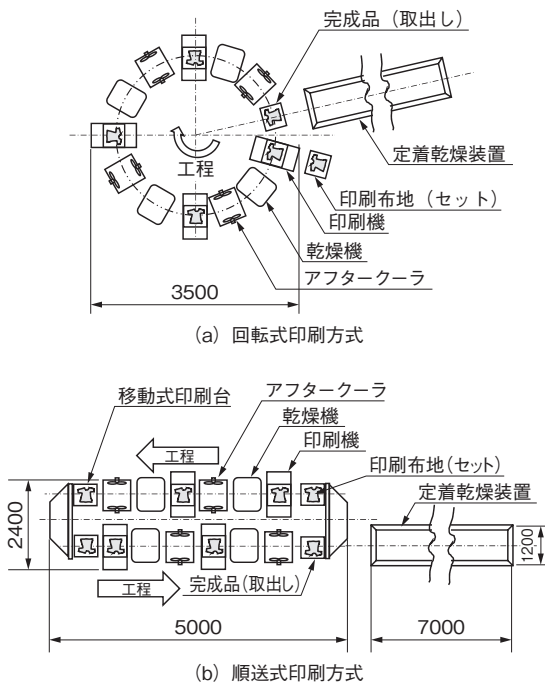 完成品（取出し）
定着乾燥装置
工程
印刷布地（セット）
印刷機
乾燥機
アフタークーラ
3500
(a) 回転式印刷方式
移動式印刷台
アフタークーラ
乾燥機
印刷機
工程
印刷布地(セット)
定着乾燥装置
2400
1200
工程
完成品(取出し)
5000
7000
(b) 順送式印刷方式